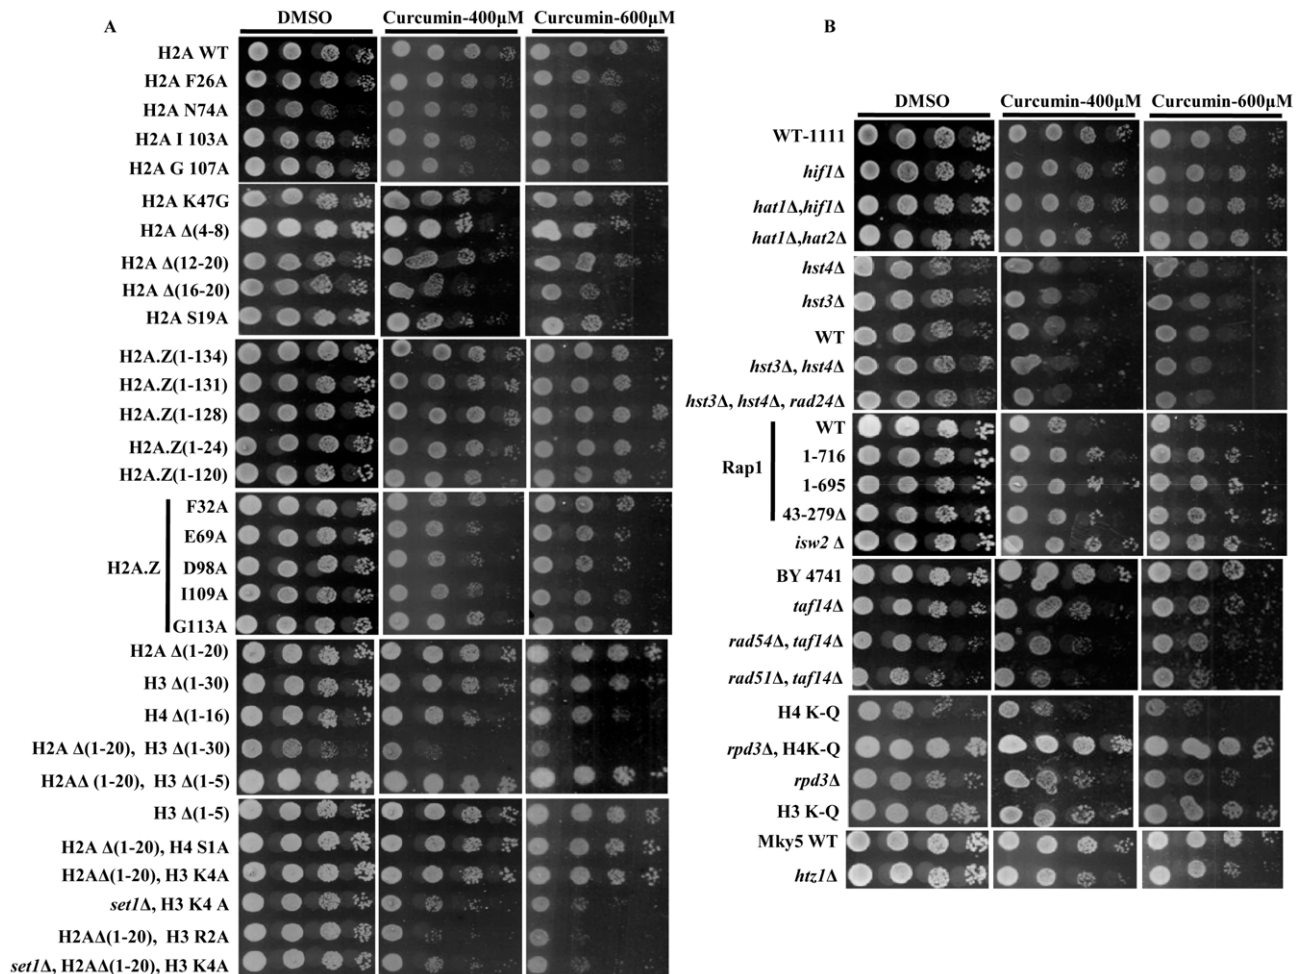 A
DMSO
Curcumin-400µM
Curcumin-600µM
H2A WT
H2A F26A
H2A N74A
H2A I 103A
H2A G 107A
H2A K47G
H2A Δ(4-8)
H2A Δ(12-20)
H2A Δ(16-20)
H2A S19A
H2A.Z(1-134)
H2A.Z(1-131)
H2A.Z(1-128)
H2A.Z(1-24)
H2A.Z(1-120)
H2A.Z
F32A
E69A
D98A
I109A
G113A
H2A Δ(1-20)
H3 Δ(1-30)
H4 Δ(1-16)
H2A Δ(1-20), H3 Δ(1-30)
H2AΔ (1-20), H3 Δ(1-5)
H3 Δ(1-5)
H2A Δ(1-20), H4 S1A
H2AΔ(1-20), H3 K4A
set1Δ, H3 K4 A
H2AΔ(1-20), H3 R2A
set1Δ, H2AΔ(1-20), H3 K4A
B
DMSO
Curcumin-400µM
Curcumin-600µM
WT-1111
hif1Δ
hat1Δ,hif1Δ
hat1Δ,hat2Δ
hst4Δ
hst3Δ
WT
hst3Δ, hst4Δ
hst3Δ, hst4Δ, rad24Δ
Rap1
WT
1-716
1-695
43-279Δ
isw2 Δ
BY 4741
taf14Δ
rad54Δ, taf14Δ
rad51Δ, taf14Δ
H4 K-Q
rpd3Δ, H4K-Q
rpd3Δ
H3 K-Q
Mky5 WT
htz1Δ